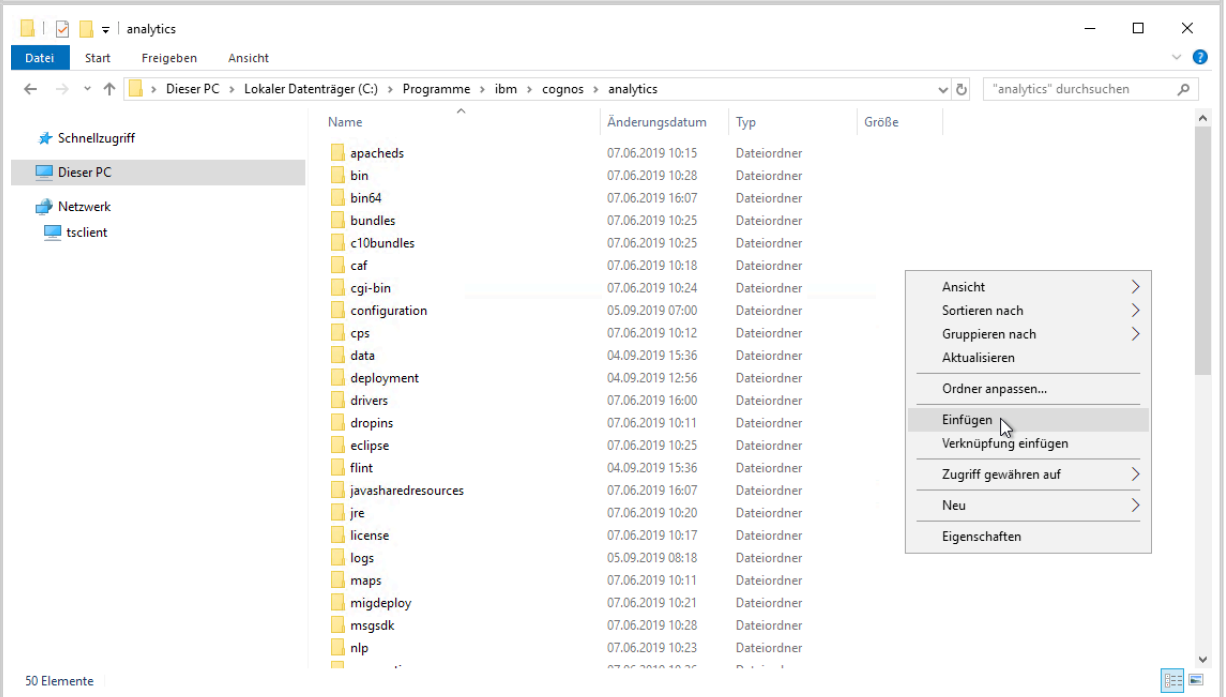 analytics
Datei Start Freigeben Ansicht
Dieser PC Lokaler Datenträger (C:) Programme ibm cognos analytics "analytics" durchsuchen
Name Änderungsdatum Typ Größe
Schnellzugriff
Dieser PC
Netzwerk
tsclient
apacheds 07.06.2019 10:15 Dateiordner
bin 07.06.2019 10:28 Dateiordner
bin64 07.06.2019 16:07 Dateiordner
bundles 07.06.2019 10:25 Dateiordner
c10bundles 07.06.2019 10:25 Dateiordner
caf 07.06.2019 10:18 Dateiordner
cgi-bin 07.06.2019 10:24 Dateiordner
configuration 05.09.2019 07:00 Dateiordner
cps 07.06.2019 10:12 Dateiordner
data 04.09.2019 15:36 Dateiordner
deployment 04.09.2019 12:56 Dateiordner
drivers 07.06.2019 16:00 Dateiordner
dropins 07.06.2019 10:11 Dateiordner
eclipse 07.06.2019 10:25 Dateiordner
flint 04.09.2019 15:36 Dateiordner
javasharedresources 07.06.2019 16:07 Dateiordner
jre 07.06.2019 10:20 Dateiordner
license 07.06.2019 10:17 Dateiordner
logs 05.09.2019 08:18 Dateiordner
maps 07.06.2019 10:11 Dateiordner
migdeploy 07.06.2019 10:21 Dateiordner
msgsdk 07.06.2019 10:28 Dateiordner
nlp 07.06.2019 10:23 Dateiordner
Ansicht
Sortieren nach
Gruppieren nach
Aktualisieren
Ordner anpassen...
Einfügen
Verknüpfung einfügen
Zugriff gewähren auf
Neu
Eigenschaften
50 Elemente